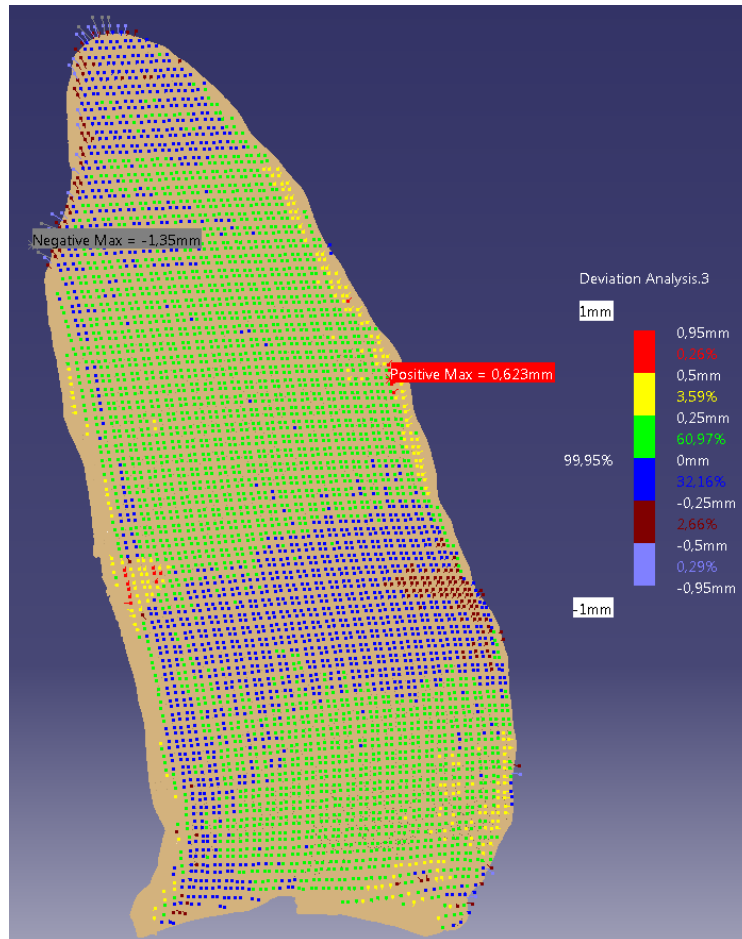 Negative Max = -1,35mm
Deviation Analysis.3
1mm
0,95mm
0,26%
0,5mm
Positive Max = 0,623mm
3,59%
0,25mm
60,97%
99,95%
0mm
32,16%
-0,25mm
2,66%
-0,5mm
0,29%
-0,95mm
-1mm